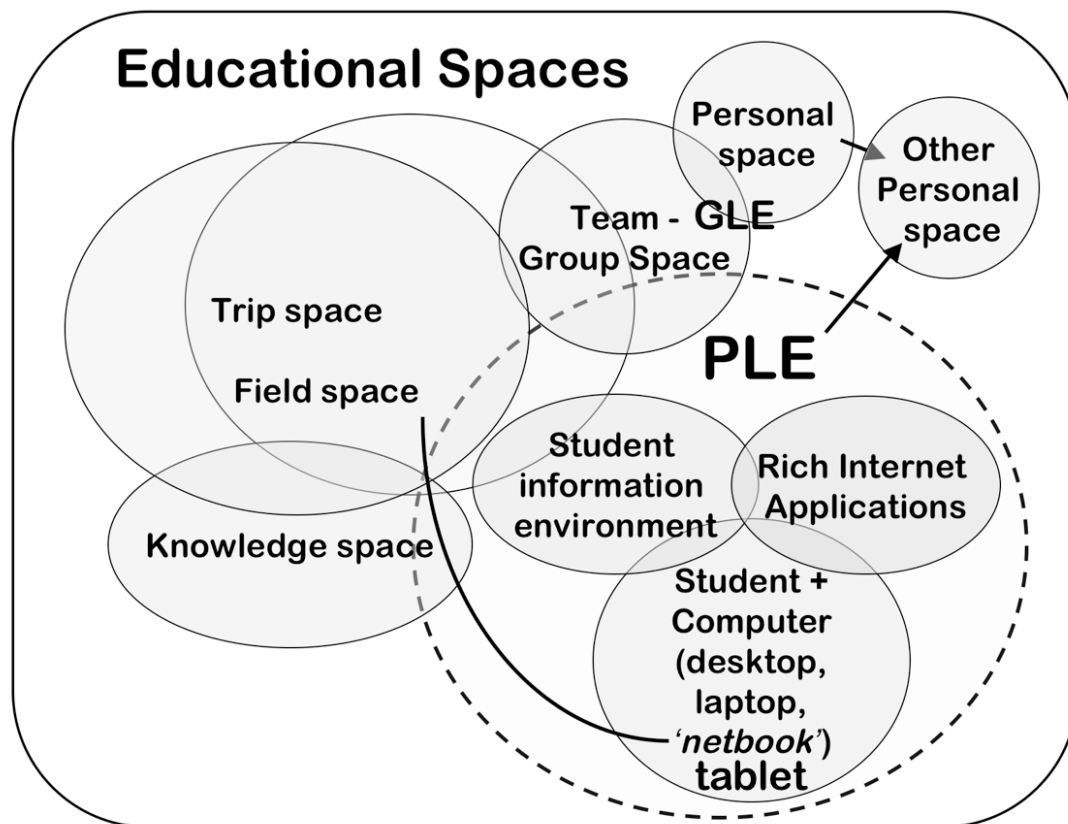 Educational Spaces
Personal
space
Other
Personal
space
Team - GLE
Group Space
Trip space
Field space
PLE
Student
information
environment
Rich Internet
Applications
Knowledge space
Student +
Computer
(desktop,
laptop,
‘netbook’)
tablet